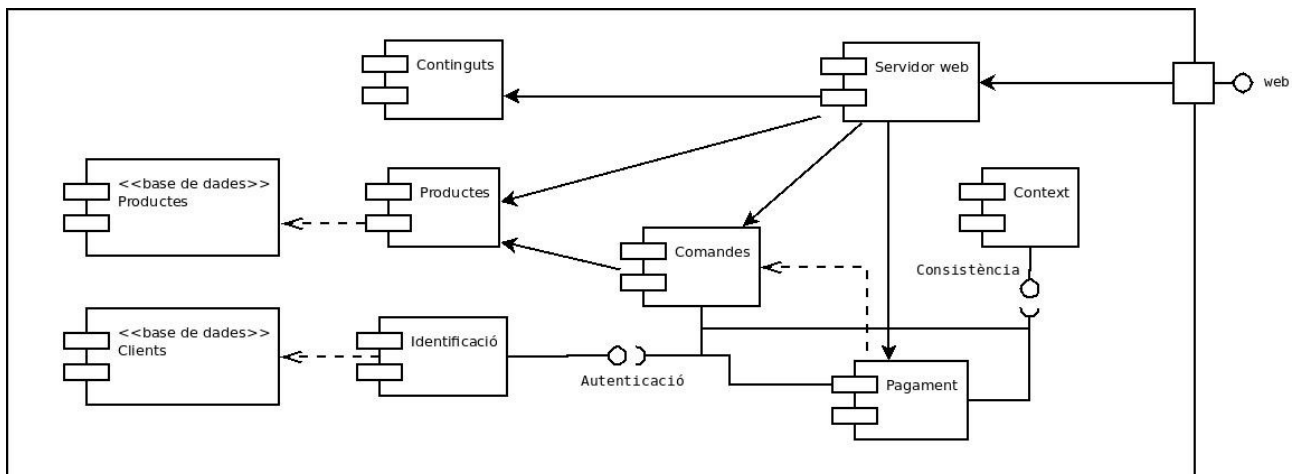 Continguts
Servidor web
web
<<base de dades>>
Productes
Productes
Context
Comandes
Consistència
<<base de dades>>
Clients
Identificació
Autenticació
Pagament